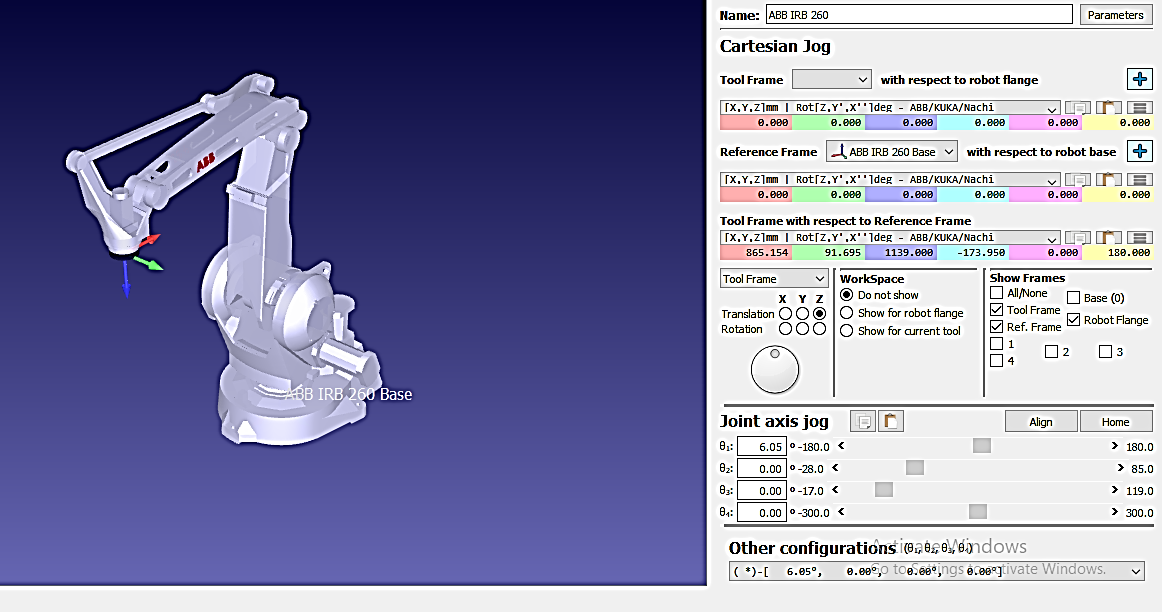 ABB
ABB IRB 260 Base
Name: ABB IRB 260 Parameters
Cartesian Jog
Tool Frame with respect to robot flange
[X,Y,Z]mm | Rot[Z,Y',X'']deg - ABB/KUKA/Nachi
0.000 0.000 0.000 0.000 0.000 0.000
Reference Frame ABB IRB 260 Base with respect to robot base
[X,Y,Z]mm | Rot[Z,Y',X'']deg - ABB/KUKA/Nachi
0.000 0.000 0.000 0.000 0.000 0.000
Tool Frame with respect to Reference Frame
[X,Y,Z]mm | Rot[Z,Y',X'']deg - ABB/KUKA/Nachi
865.154 91.695 1139.000 -173.950 0.000 180.000
Tool Frame
X Y Z
Translation
Rotation
WorkSpace
Do not show
Show for robot flange
Show for current tool
Show Frames
All/None Base (0)
Tool Frame
Ref. Frame Robot Flange
1 2 3
4
Joint axis jog Align Home
θ₁: 6.05 º -180.0 < > 180.0
θ₂: 0.00 º -28.0 < > 85.0
θ₃: 0.00 º -17.0 < > 119.0
θ₄: 0.00 º -300.0 < > 300.0
Other configurations (θ₁, θ₂, θ₃, θ₄)
( *)-[ 6.05º, 0.00º, 0.00º, 0.00º]
Activate Windows
Go to Settings to activate Windows.